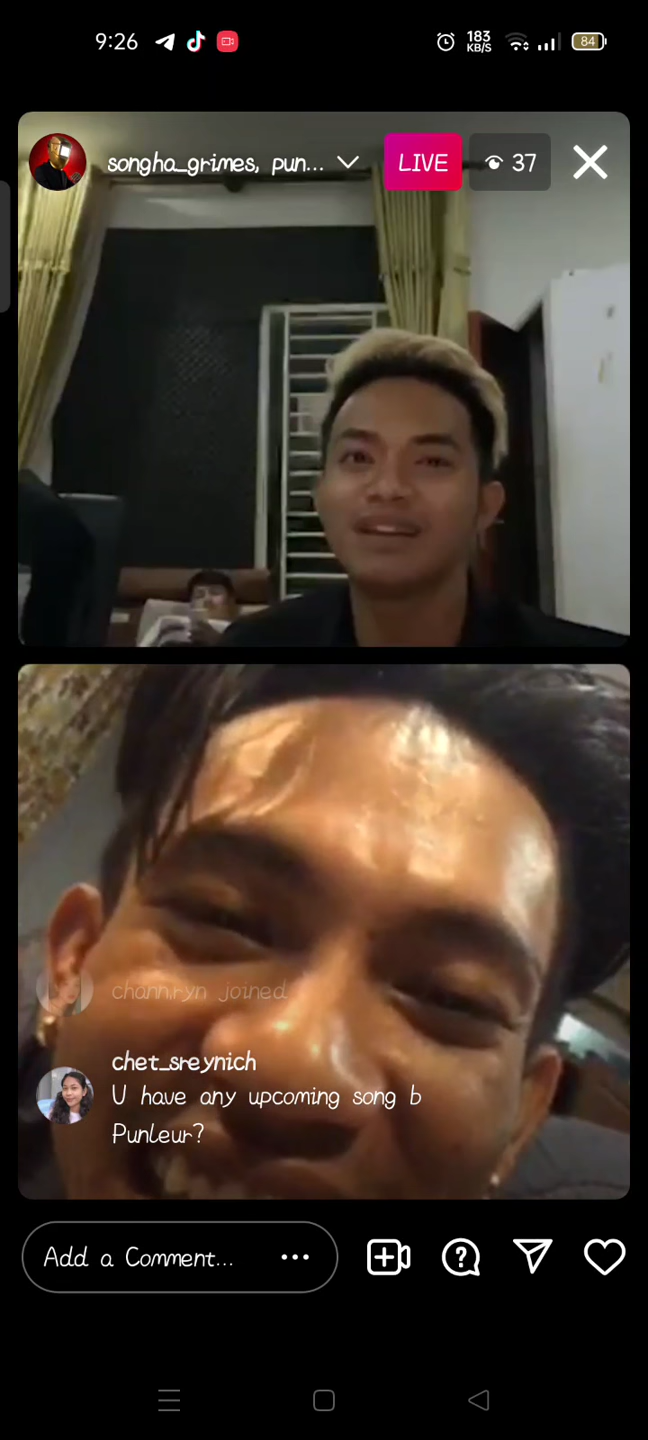 9:26
183
KB/S
84
songha_grimes, pun...
LIVE
37
chann.ryn joined
chet_sreynich
U have any upcoming song b
Punleur?
Add a Comment...